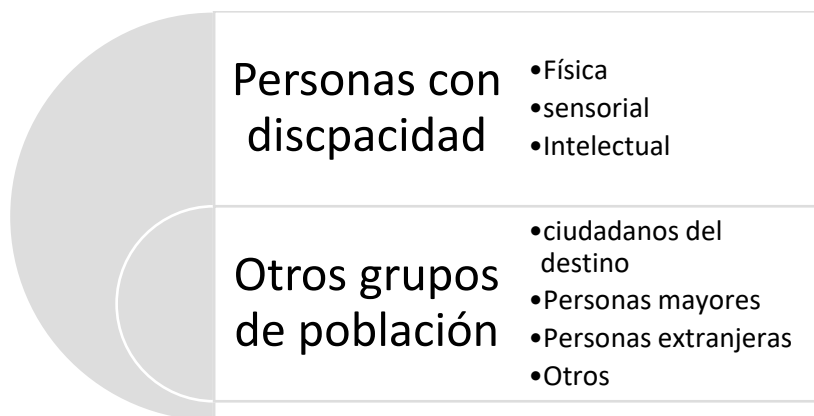 Personas con
discpacidad
•Física
•sensorial
•Intelectual
Otros grupos
de población
•ciudadanos del
destino
•Personas mayores
•Personas extranjeras
•Otros